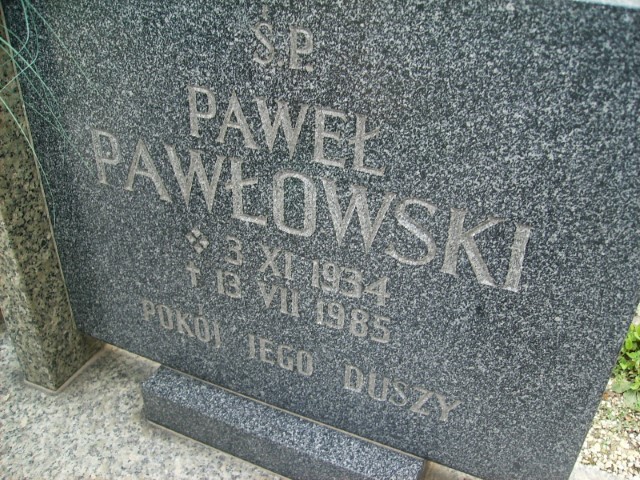 Ś.P.
PAWEŁ
PAWŁOWSKI
* 3 XI 1934
† 13 VII 1985
POKÓJ JEGO DUSZY